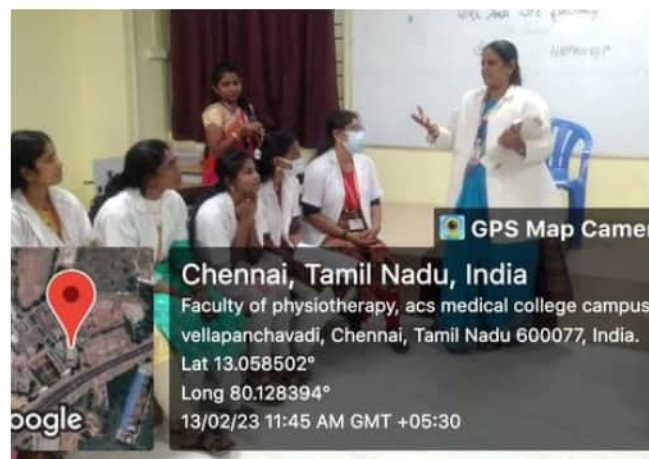 GPS Map Camer
Chennai, Tamil Nadu, India
Faculty of physiotherapy, acs medical college campus
vellapanchavadi, Chennai, Tamil Nadu 600077, India.
Lat 13.058502°
Long 80.128394°
13/02/23 11:45 AM GMT +05:30
oogle